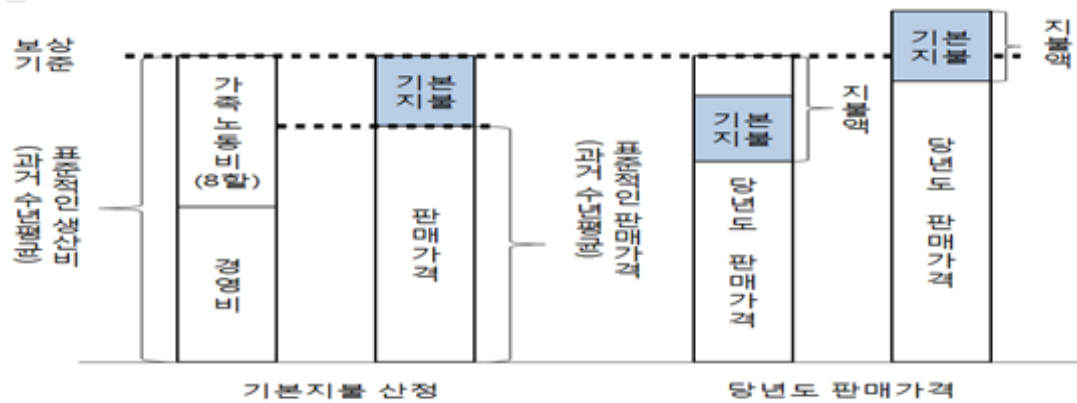 보상
기준
가족노동비
(8할)
경영비
표준적인 생산비
(과거 수년평균)
기본
지불
판매가격
표준적인 판매가격
(과거 수년평균)
기본
지불
당년도 판매가격
지불액
기본
지불
당년도 판매가격
지불액
기본지불 산정
당년도 판매가격